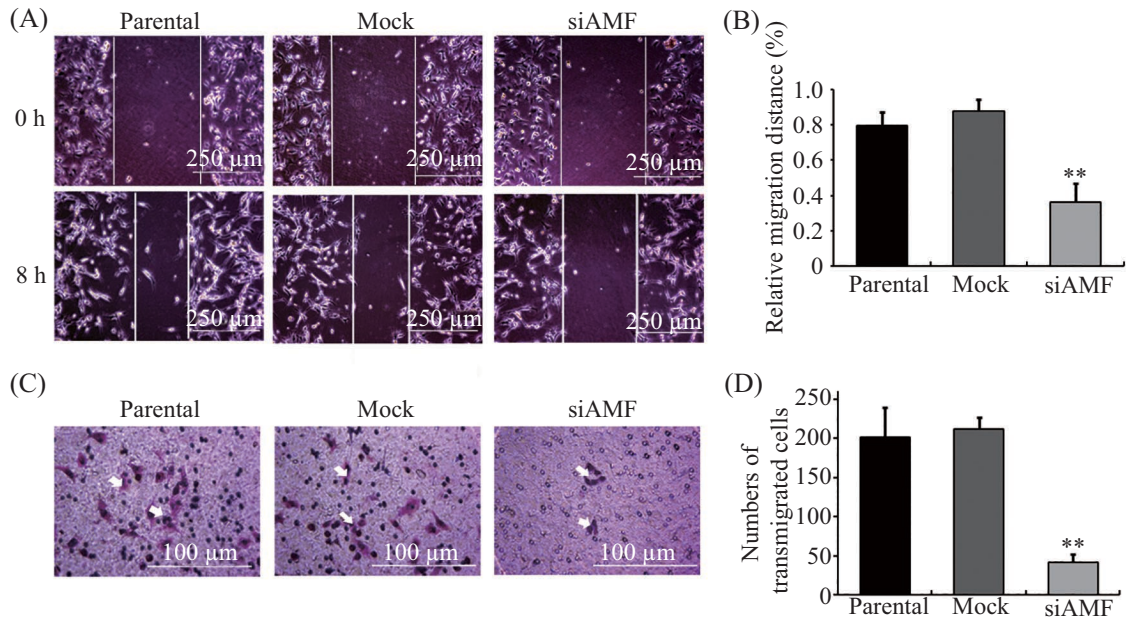 (A)
Parental Mock siAMF
0 h
250 µm 250 µm 250 µm
8 h
250 µm 250 µm 250 µm
(B)
Relative migration distance (%)
1.0
0.8
0.6
0.4
0.2
0
**
Parental Mock siAMF
(C)
Parental Mock siAMF
100 µm 100 µm 100 µm
(D)
Numbers of
transmigrated cells
250
200
150
100
50
0
**
Parental Mock siAMF